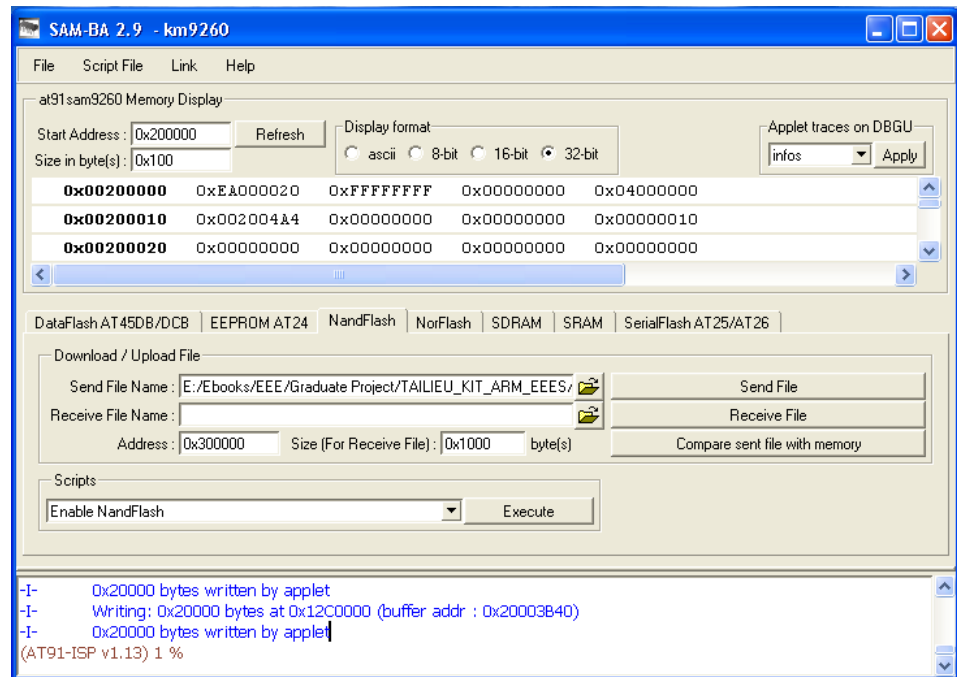 SAM-BA 2.9 - km9260
File Script File Link Help
at91sam9260 Memory Display
Start Address : 0x200000 Refresh
Size in byte(s) : 0x100
Display format
ascii 8-bit 16-bit 32-bit
Applet traces on DBGU
infos Apply
0x00200000 0xEA000020 0xFFFFFFFF 0x00000000 0x04000000
0x00200010 0x002004A4 0x00000000 0x00000010 0x00000000
0x00200020 0x00000000 0x00000000 0x00000000 0x00000000
DataFlash AT45DB/DCB EEPROM AT24 NandFlash NorFlash SDRAM SRAM SerialFlash AT25/AT26
Download / Upload File
Send File Name : E:/Ebooks/EEE/Graduate Project/TAILIEU_KIT_ARM_EEES/ Send File
Receive File Name : Receive File
Address : 0x300000 Size (For Receive File) : 0x1000 byte(s) Compare sent file with memory
Scripts
Enable NandFlash Execute
-I- 0x20000 bytes written by applet
-I- Writing: 0x20000 bytes at 0x12C0000 (buffer addr : 0x20003B40)
-I- 0x20000 bytes written by applet
(AT91-ISP v1.13) 1 %